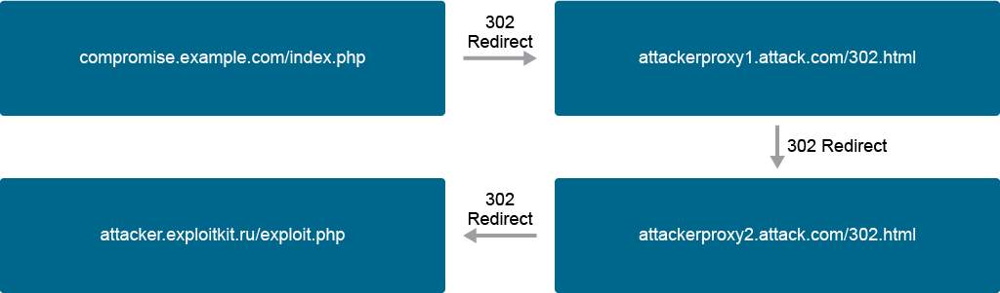 compromise.example.com/index.php
302
Redirect
attackerproxy1.attack.com/302.html
302 Redirect
attackerproxy2.attack.com/302.html
302
Redirect
attacker.exploitkit.ru/exploit.php